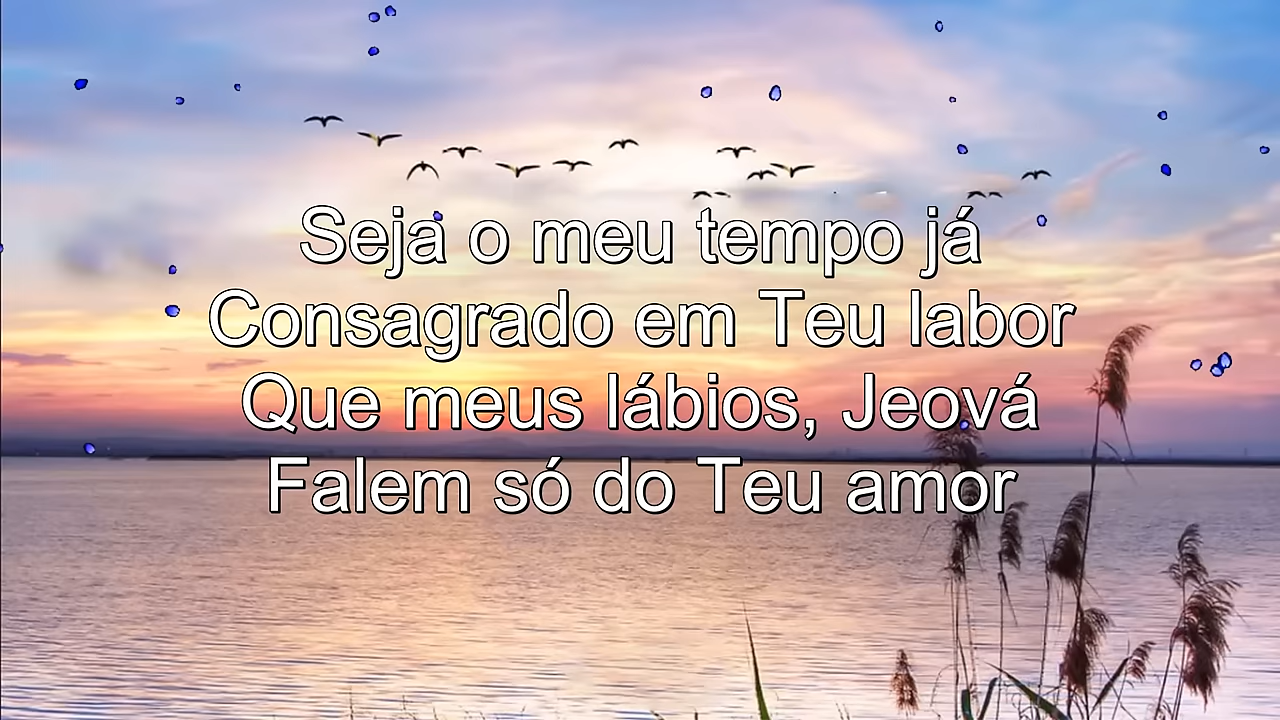 Seja o meu tempo já
Consagrado em Teu labor
Que meus lábios, Jeová
Falem só do Teu amor